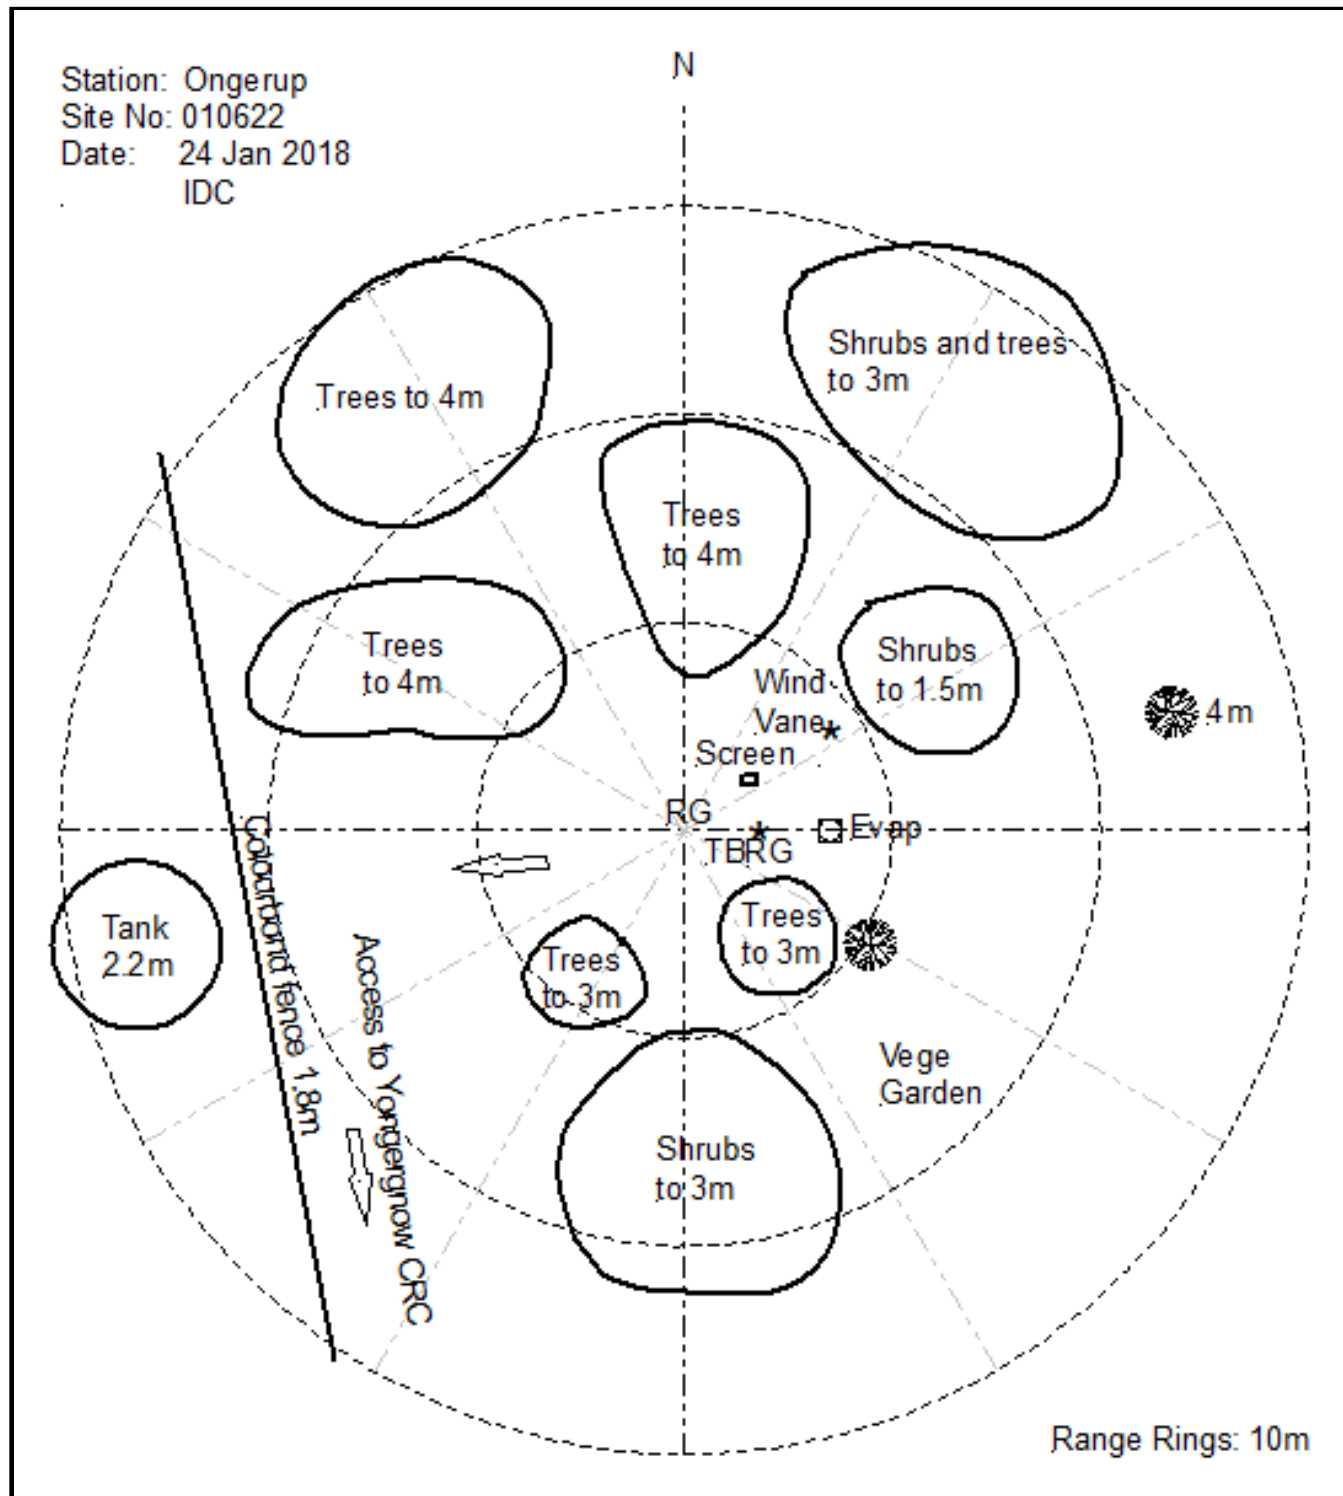 Station: Ongerup
Site No: 010622
Date: 24 Jan 2018
IDC
N
Trees to 4m
Shrubs and trees
to 3m
Trees
to 4m
Trees
to 4m
Shrubs
to 1.5m
Wind
Vane
4m
Screen
RG
TBRG
Evap
Tank
2.2m
Colourbond fence 1.8m
Access to Yongergnow CRC
Trees
to 3m
Trees
to 3m
Vege
Garden
Shrubs
to 3m
Range Rings: 10m